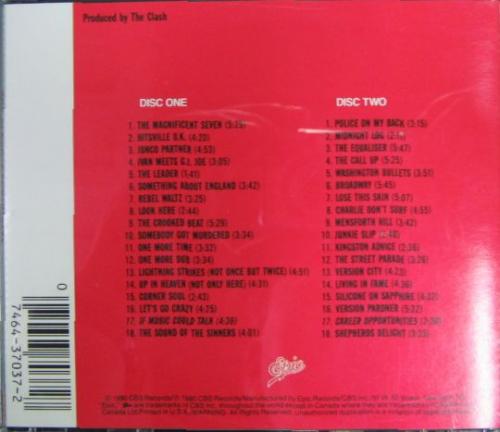 Produced by The Clash
DISC ONE
1. THE MAGNIFICENT SEVEN (5:25)
2. HITSVILLE U.K. (4:20)
3. JUNCO PARTNER (4:53)
4. IVAN MEETS G.I. JOE (3:05)
5. THE LEADER (1:41)
6. SOMETHING ABOUT ENGLAND (3:42)
7. REBEL WALTZ (3:25)
8. LOOK HERE (2:44)
9. THE CROOKED BEAT (5:29)
10. SOMEBODY GOT MURDERED (3:34)
11. ONE MORE TIME (3:32)
12. ONE MORE DUB (3:34)
13. LIGHTNING STRIKES (NOT ONCE BUT TWICE) (4:51)
14. UP IN HEAVEN (NOT ONLY HERE) (4:31)
15. CORNER SOUL (2:43)
16. LET'S GO CRAZY (4:25)
17. IF MUSIC COULD TALK (4:36)
18. THE SOUND OF THE SINNERS (4:01)
DISC TWO
1. POLICE ON MY BACK (3:15)
2. MIDNIGHT LOG
3. THE EQUALISER (5:47)
4. THE CALL UP (5:25)
5. WASHINGTON BULLETS (3:51)
6. BROADWAY (5:45)
7. LOSE THIS SKIN (5:07)
8. CHARLIE DON'T SURF (4:55)
9. MENSFORTH HILL (3:42)
10. JUNKIE SLIP
11. KINGSTON ADVICE (2:36)
12. THE STREET PARADE (3:26)
13. VERSION CITY (4:23)
14. LIVING IN FAME (4:36)
15. SILICONE ON SAPPHIRE (4:32)
16. VERSION PARDNER
17. CAREER OPPORTUNITIES (2:30)
18. SHEPHERDS DELIGHT (3:25)
Epic
0
7464-37037-2